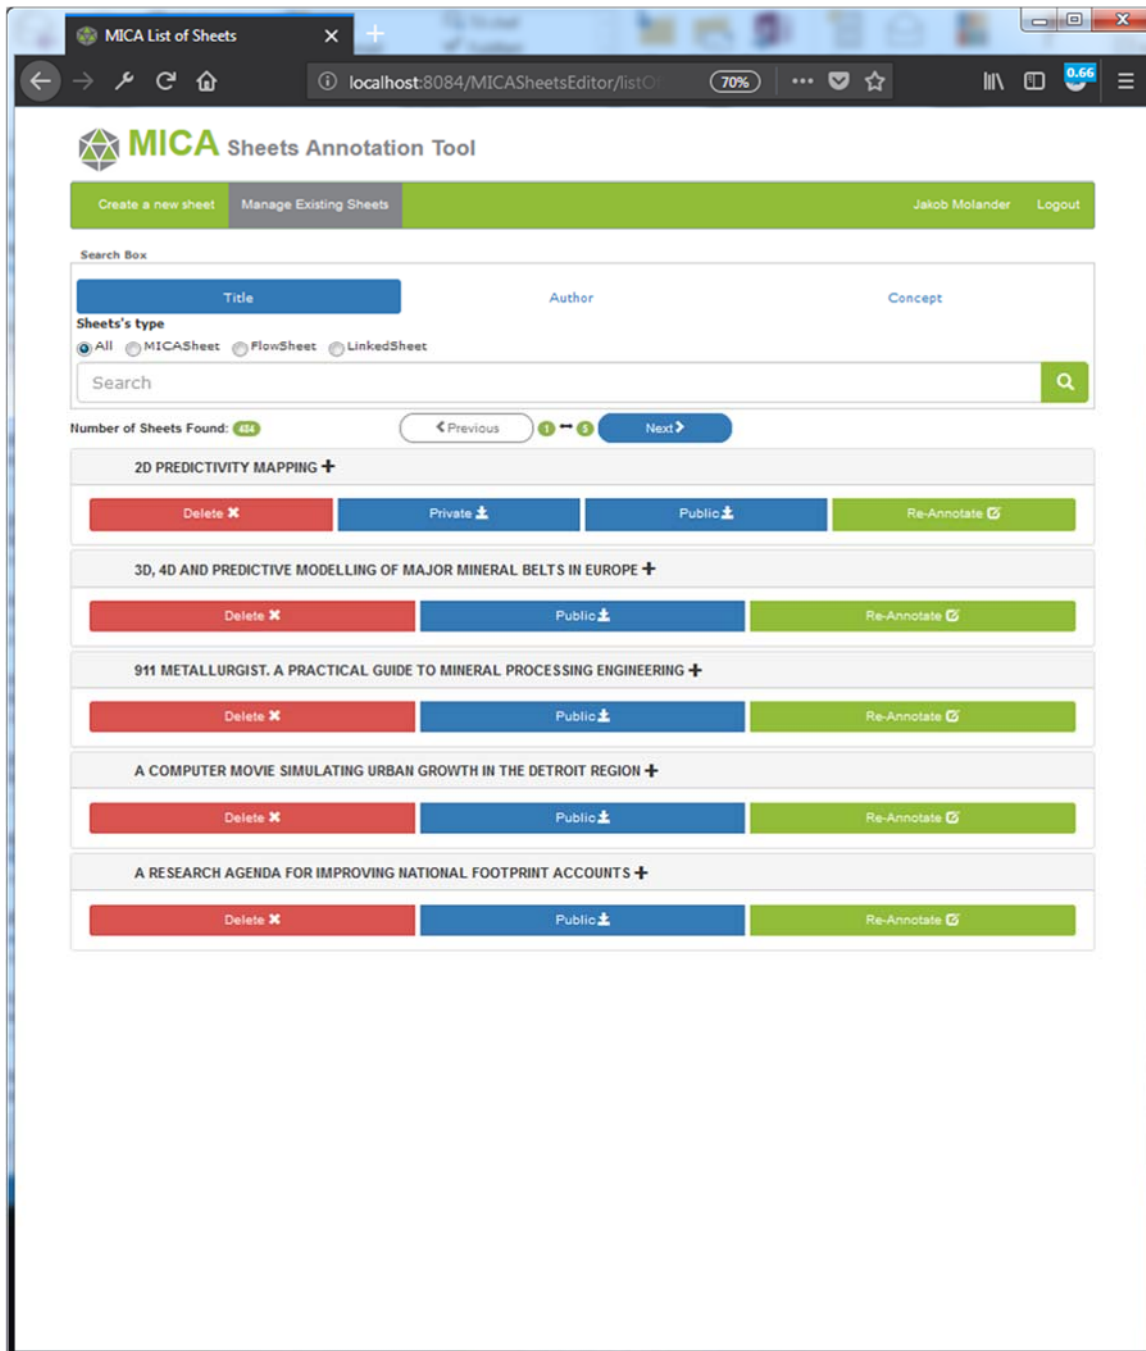 MICA List of Sheets
localhost:8084/MICASheetsEditor/listOf
70%
0.66
MICA Sheets Annotation Tool
Create a new sheet Manage Existing Sheets Jakob Molander Logout
Search Box
Title Author Concept
Sheets's type
All MICASheet FlowSheet LinkedSheet
Search
Number of Sheets Found: Previous 1 5 Next
2D PREDICTIVITY MAPPING
Delete Private Public Re-Annotate
3D, 4D AND PREDICTIVE MODELLING OF MAJOR MINERAL BELTS IN EUROPE
Delete Public Re-Annotate
911 METALLURGIST. A PRACTICAL GUIDE TO MINERAL PROCESSING ENGINEERING
Delete Public Re-Annotate
A COMPUTER MOVIE SIMULATING URBAN GROWTH IN THE DETROIT REGION
Delete Public Re-Annotate
A RESEARCH AGENDA FOR IMPROVING NATIONAL FOOTPRINT ACCOUNTS
Delete Public Re-Annotate